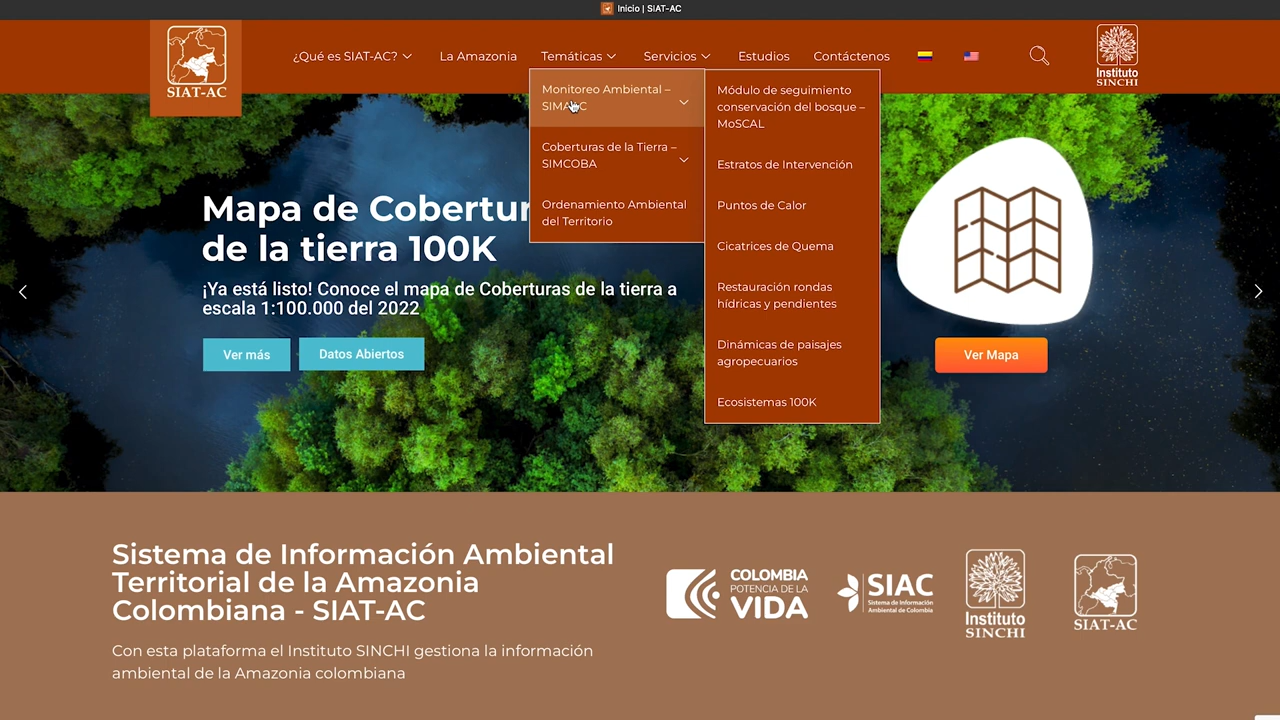 Inicio | SIAT-AC
SIAT-AC
¿Qué es SIAT-AC?
La Amazonia
Temáticas
Servicios
Estudios
Contáctenos
Instituto
SINCHI
Monitoreo Ambiental –
Coberturas de la Tierra –
SIMCOBA
Ordenamiento Ambiental
del Territorio
Módulo de seguimiento
conservación del bosque –
MoSCAL
Estratos de Intervención
Puntos de Calor
Cicatrices de Quema
Restauración rondas
hídricas y pendientes
Dinámicas de paisajes
agropecuarios
Ecosistemas 100K
Mapa de
de la tierra 100K
¡Ya está listo! Conoce el mapa de Coberturas de la tierra a
escala 1:100.000 del 2022
Ver más
Datos Abiertos
Ver Mapa
Sistema de Información Ambiental
Territorial de la Amazonia
Colombiana - SIAT-AC
Con esta plataforma el Instituto SINCHI gestiona la información
ambiental de la Amazonia colombiana
COLOMBIA
POTENCIA DE LA
VIDA
SIAC
Sistema de Información
Ambiental de Colombia
Instituto
SINCHI
SIAT-AC